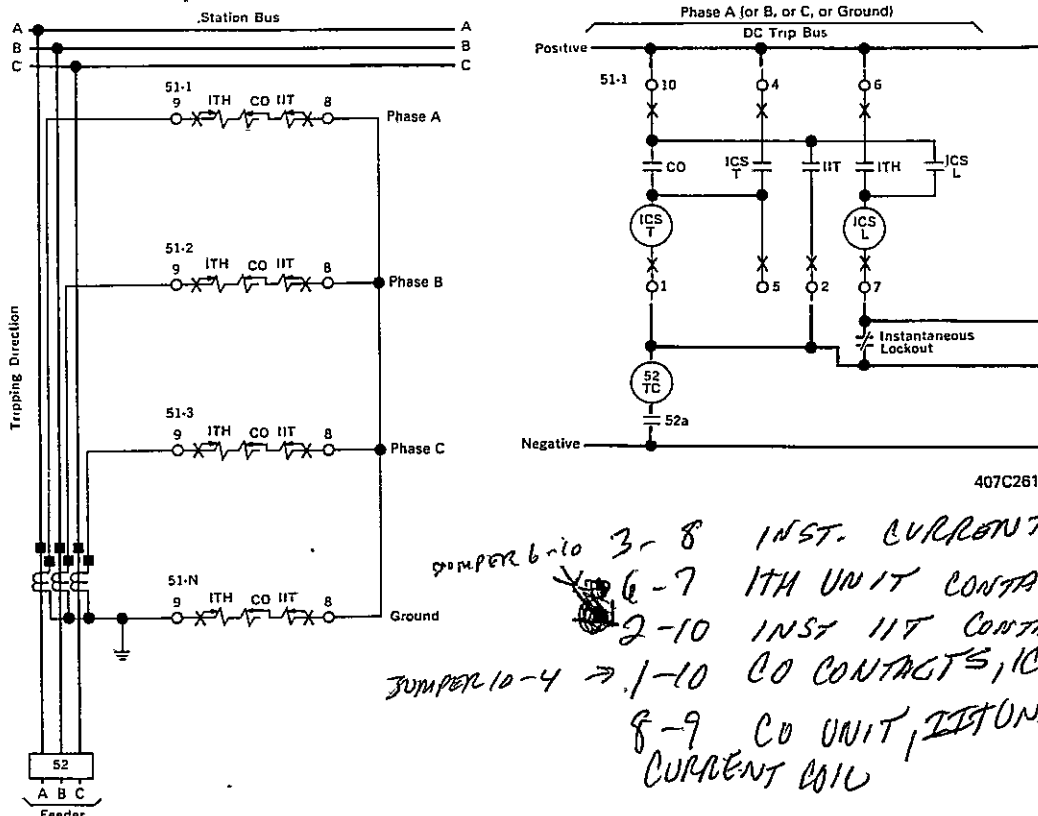 Station Bus
A
A
B
B
C
C
51-1
9 ITH CO IIT 8
Phase A
51-2
9 ITH CO IIT 8
Phase B
Tripping Direction
51-3
9 ITH CO IIT 8
Phase C
51-N
9 ITH CO IIT 8
Ground
52
A B C
Feeder
Phase A (or B, or C, or Ground)
DC Trip Bus
Positive
51-1 10 4 6
CO ICS T IIT ITH ICS L
ICS T
ICS L
1 5 2 7
Instantaneous
Lockout
52 TC
52a
Negative
407C261
JUMPER 6-10 3-8 INST. CURRENT
6-7 ITH UNIT CONTA
2-10 INST IIT CONTA
JUMPER 10-4 → 1-10 CO CONTACTS, IC
8-9 CO UNIT, IIT UN
CURRENT COIL